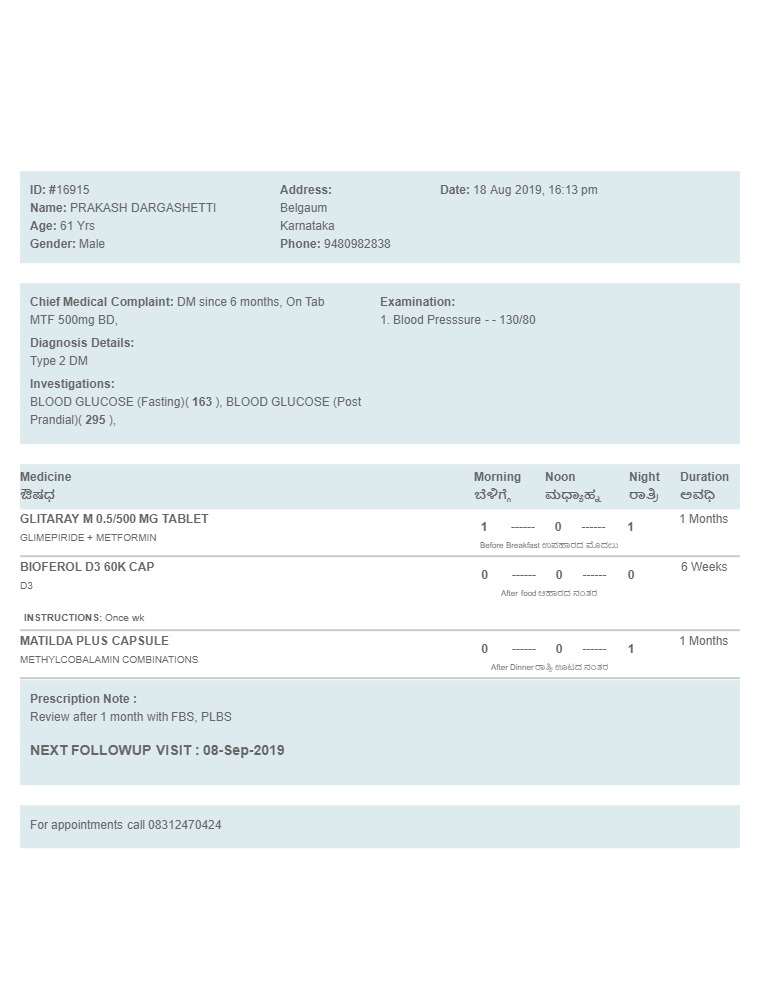 ID: #16915
Name: PRAKASH DARGASHETTI
Age: 61 Yrs
Gender: Male
Address:
Belgaum
Karnataka
Phone: 9480982838
Date: 18 Aug 2019, 16:13 pm
Chief Medical Complaint: DM since 6 months, On Tab
MTF 500mg BD,
Diagnosis Details:
Type 2 DM
Investigations:
BLOOD GLUCOSE (Fasting)( 163 ), BLOOD GLUCOSE (Post
Prandial)( 295 ),
Examination:
1. Blood Presssure - - 130/80
Medicine Morning Noon Night Duration
ಔಷಧ ಬೆಳಿಗ್ಗೆ ಮಧ್ಯಾಹ್ನ ರಾತ್ರಿ ಅವಧಿ
GLITARAY M 0.5/500 MG TABLET 1 ------ 0 ------ 1 1 Months
GLIMEPIRIDE + METFORMIN Before Breakfast ಉಪಹಾರದ ಮೊದಲು
BIOFEROL D3 60K CAP 0 ------ 0 ------ 0 6 Weeks
D3 After food ಆಹಾರದ ನಂತರ
INSTRUCTIONS: Once wk
MATILDA PLUS CAPSULE 0 ------ 0 ------ 1 1 Months
METHYLCOBALAMIN COMBINATIONS After Dinner ರಾತ್ರಿ ಊಟದ ನಂತರ
Prescription Note :
Review after 1 month with FBS, PLBS
NEXT FOLLOWUP VISIT : 08-Sep-2019
For appointments call 08312470424